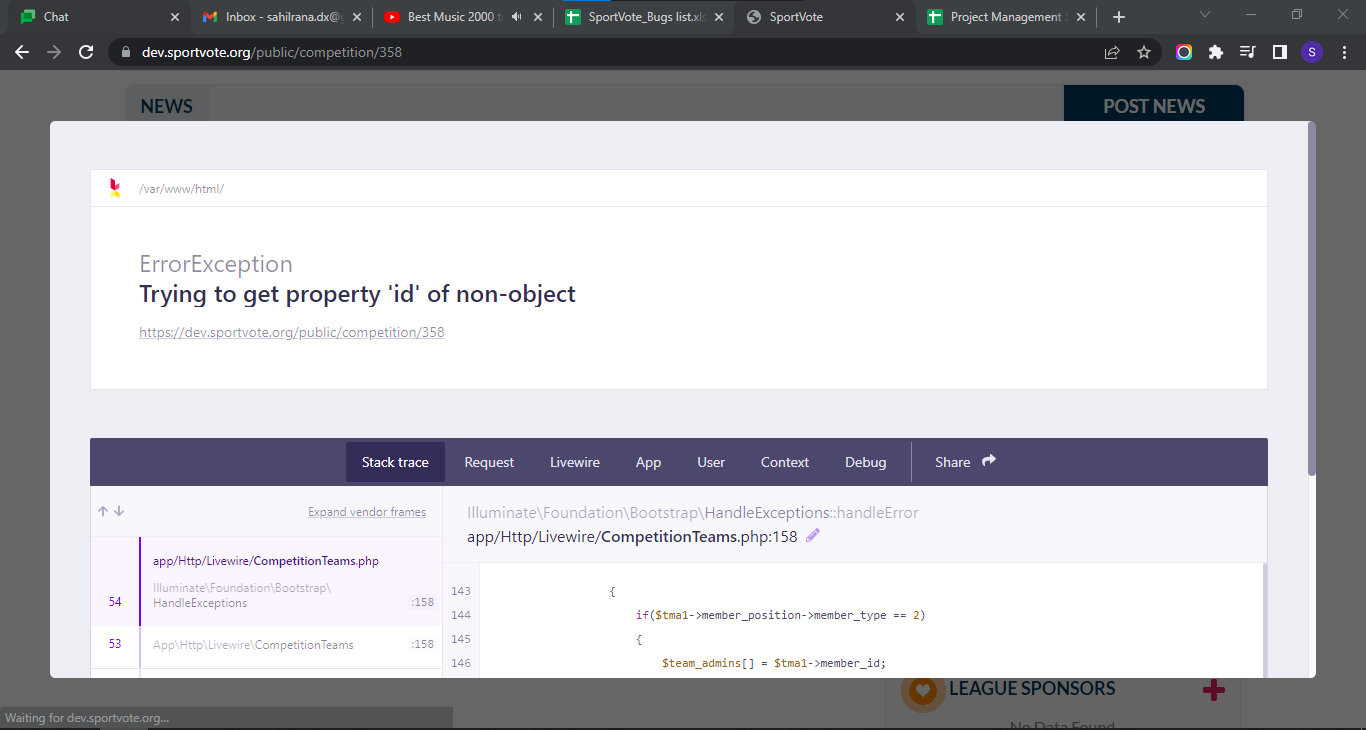 Chat
Inbox - sahilrana.dx@g
Best Music 2000 t
SportVote_Bugs list.xls
SportVote
Project Management S
dev.sportvote.org/public/competition/358
S
NEWS
POST NEWS
/var/www/html/
ErrorException
Trying to get property 'id' of non-object
https://dev.sportvote.org/public/competition/358
Stack trace
Request
Livewire
App
User
Context
Debug
Share
Expand vendor frames
Illuminate\Foundation\Bootstrap\HandleExceptions::handleError
app/Http/Livewire/CompetitionTeams.php:158
app/Http/Livewire/CompetitionTeams.php
Illuminate\Foundation\Bootstrap\
54 HandleExceptions :158
53 App\Http\Livewire\CompetitionTeams :158
143 {
144 if($tma1->member_position->member_type == 2)
145 {
146 $team_admins[] = $tma1->member_id;
LEAGUE SPONSORS
No Data Found
Waiting for dev.sportvote.org...